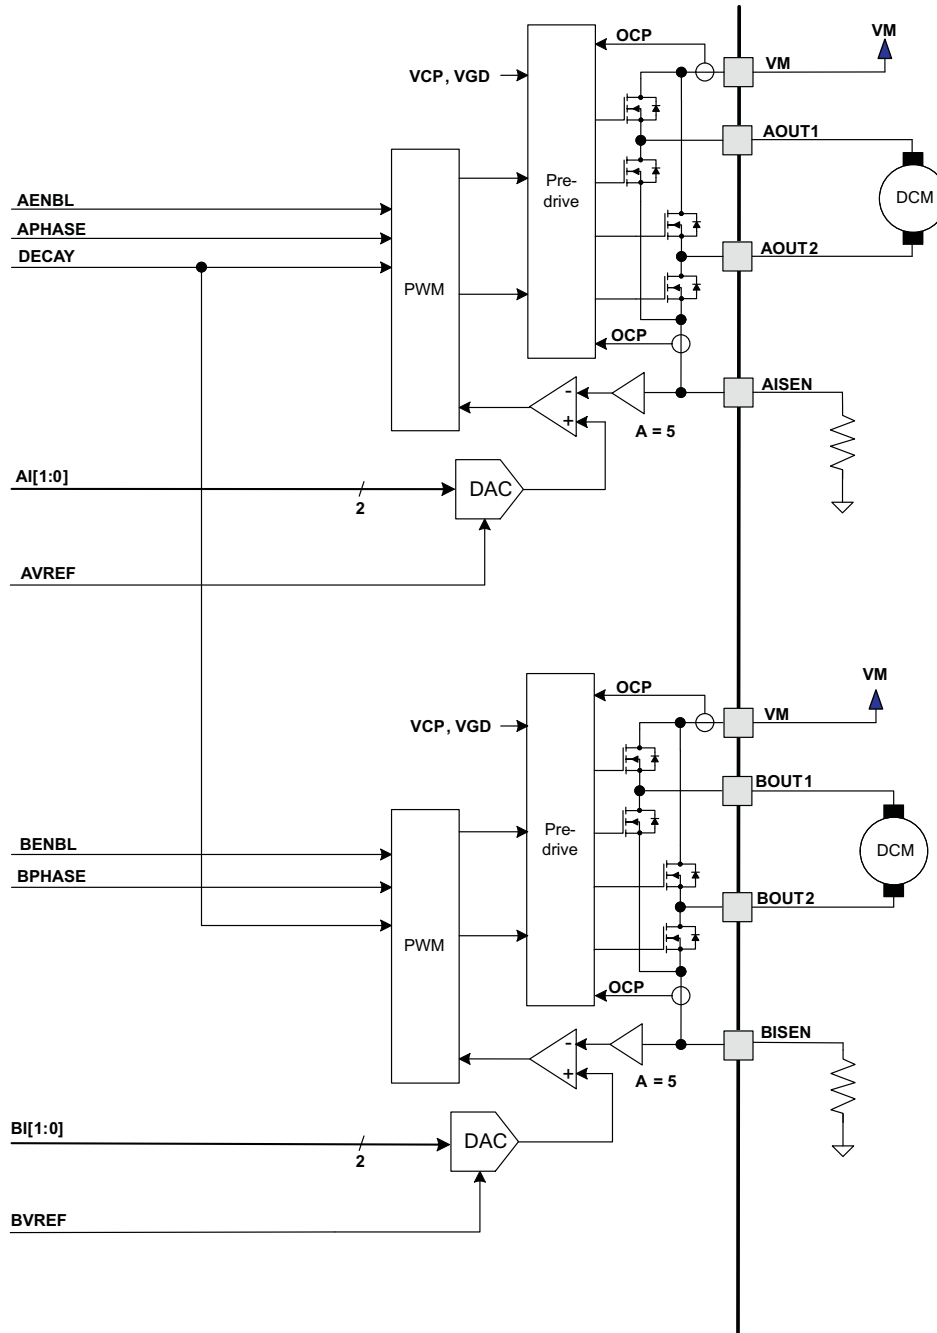 OCP
VM
VCP, VGD
VM
AOUT1
Pre-
drive
DCM
AENBL
APHASE
DECAY
AOUT2
PWM
OCP
AISEN
-
+
A = 5
AI[1:0]
2
DAC
AVREF
OCP
VM
VCP, VGD
VM
BOUT1
Pre-
drive
DCM
BENBL
BPHASE
BOUT2
PWM
OCP
BISEN
-
+
A = 5
BI[1:0]
2
DAC
BVREF